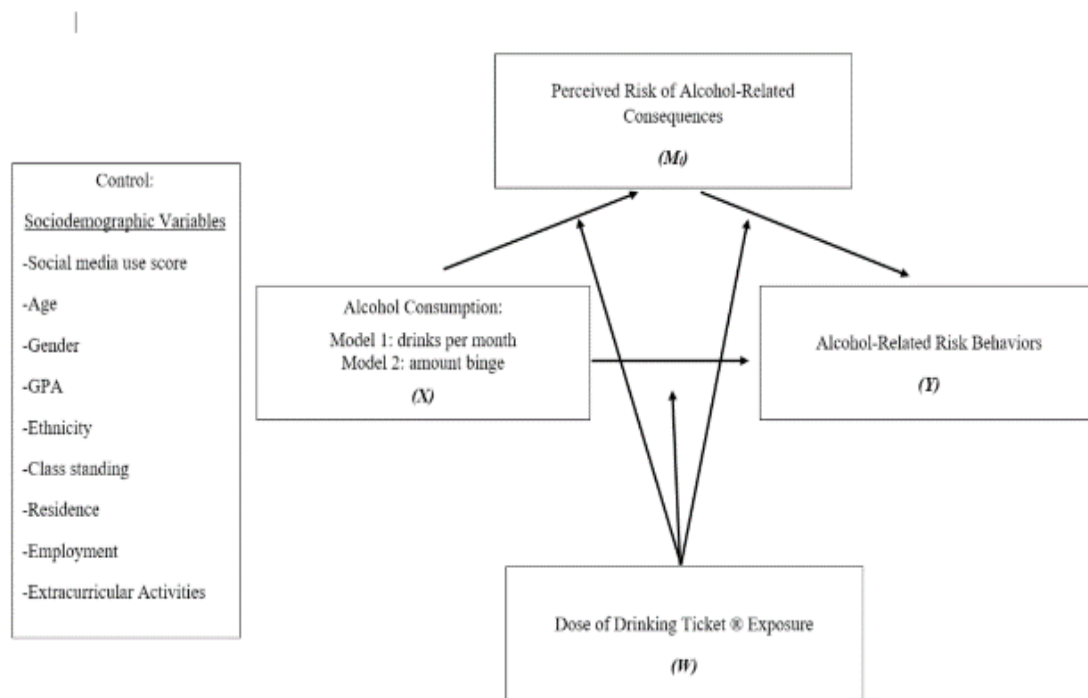 Perceived Risk of Alcohol-Related
Consequences
(Mᵢ)
Control:
Sociodemographic Variables
-Social media use score
-Age
-Gender
-GPA
-Ethnicity
-Class standing
-Residence
-Employment
-Extracurricular Activities
Alcohol Consumption:
Model 1: drinks per month
Model 2: amount binge
(X)
Alcohol-Related Risk Behaviors
(Y)
Dose of Drinking Ticket ® Exposure
(W)